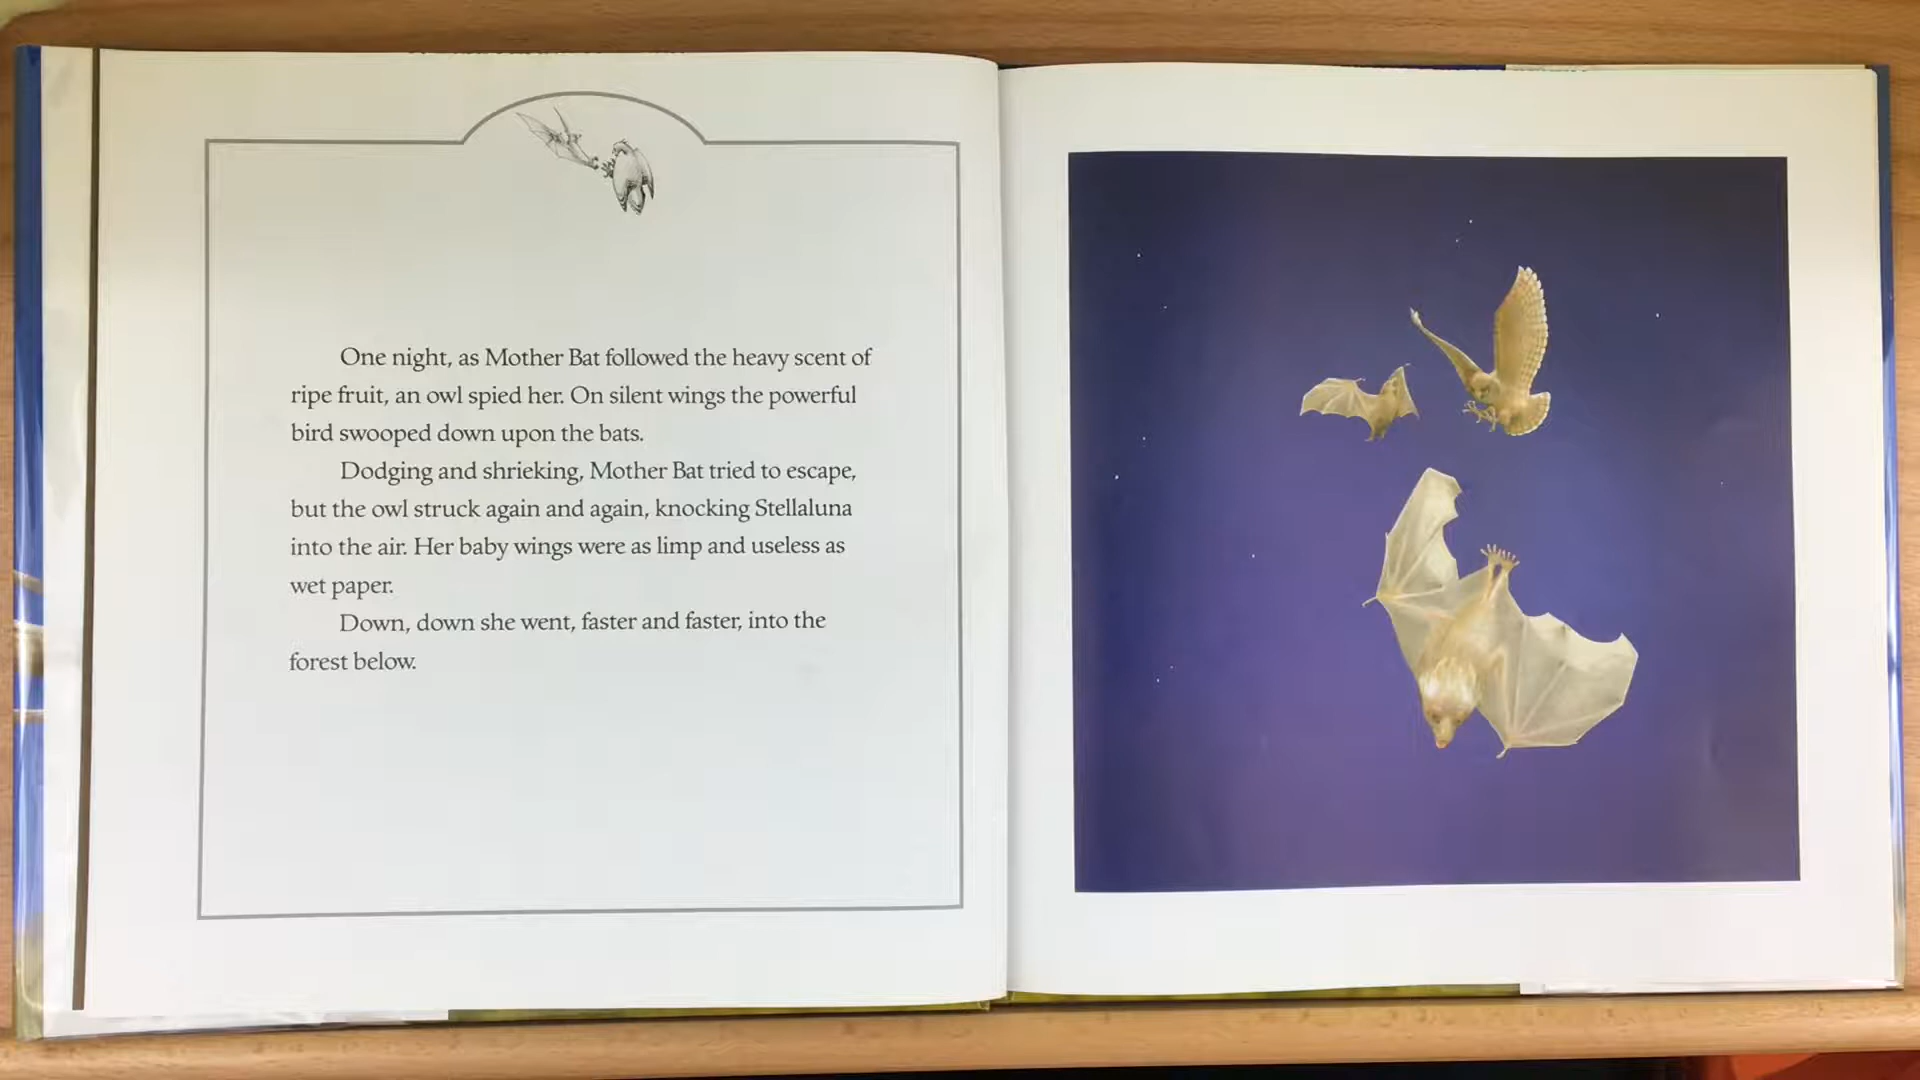 One night, as Mother Bat followed the heavy scent of
ripe fruit, an owl spied her. On silent wings the powerful
bird swooped down upon the bats.
Dodging and shrieking, Mother Bat tried to escape,
but the owl struck again and again, knocking Stellaluna
into the air. Her baby wings were as limp and useless as
wet paper.
Down, down she went, faster and faster, into the
forest below.